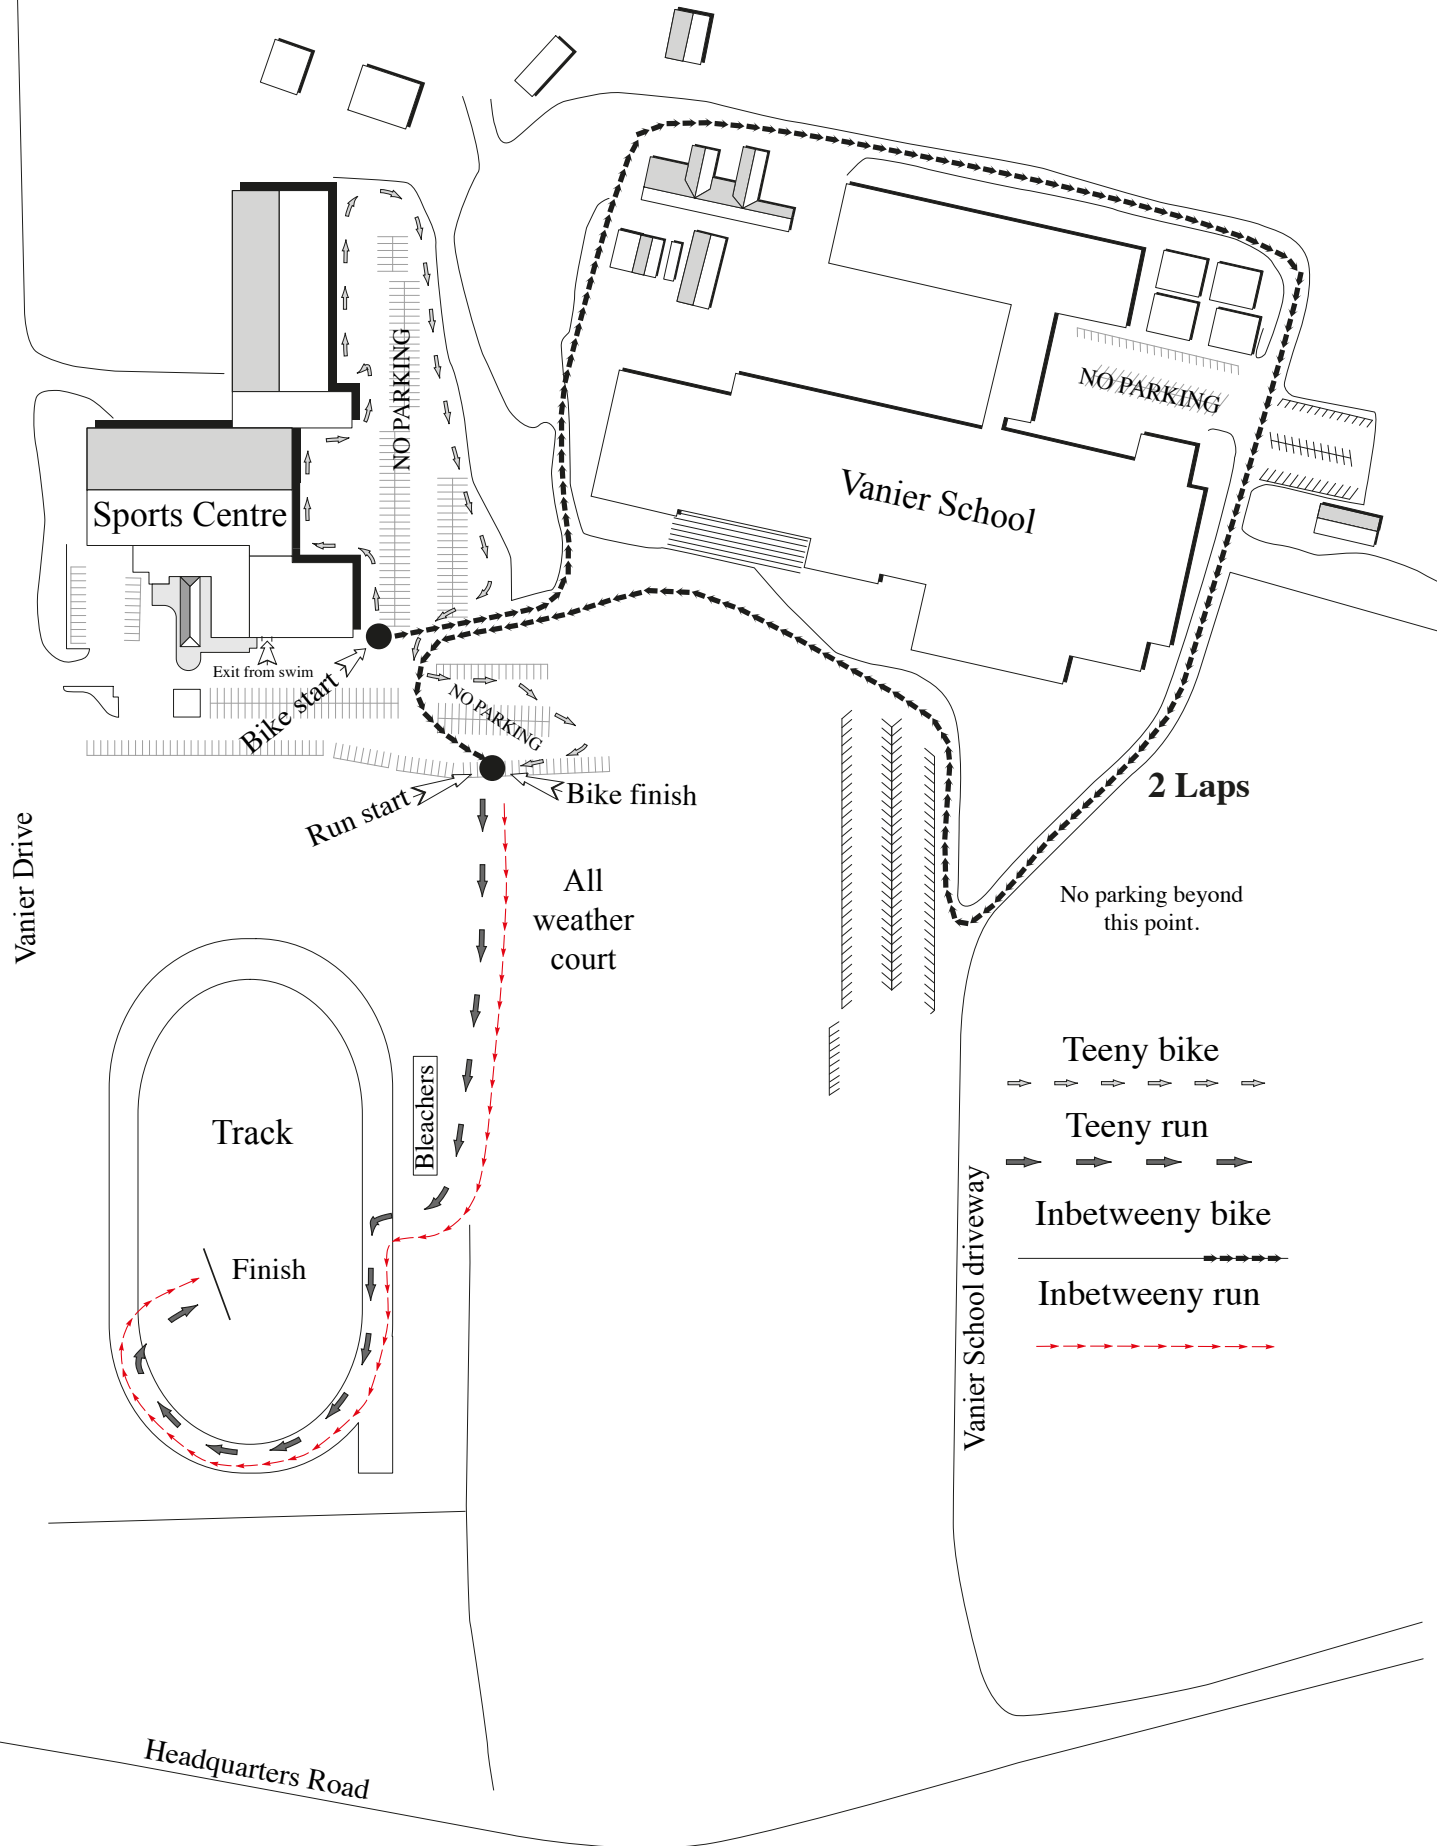 NO PARKING
NO PARKING
Vanier School
Sports Centre
Exit from swim
Bike start
NO PARKING
Run start
Bike finish
2 Laps
Vanier Drive
All
weather
court
No parking beyond
this point.
Teeny bike
Bleachers
Track
Teeny run
Inbetweeny bike
Finish
Inbetweeny run
Vanier School driveway
Headquarters Road